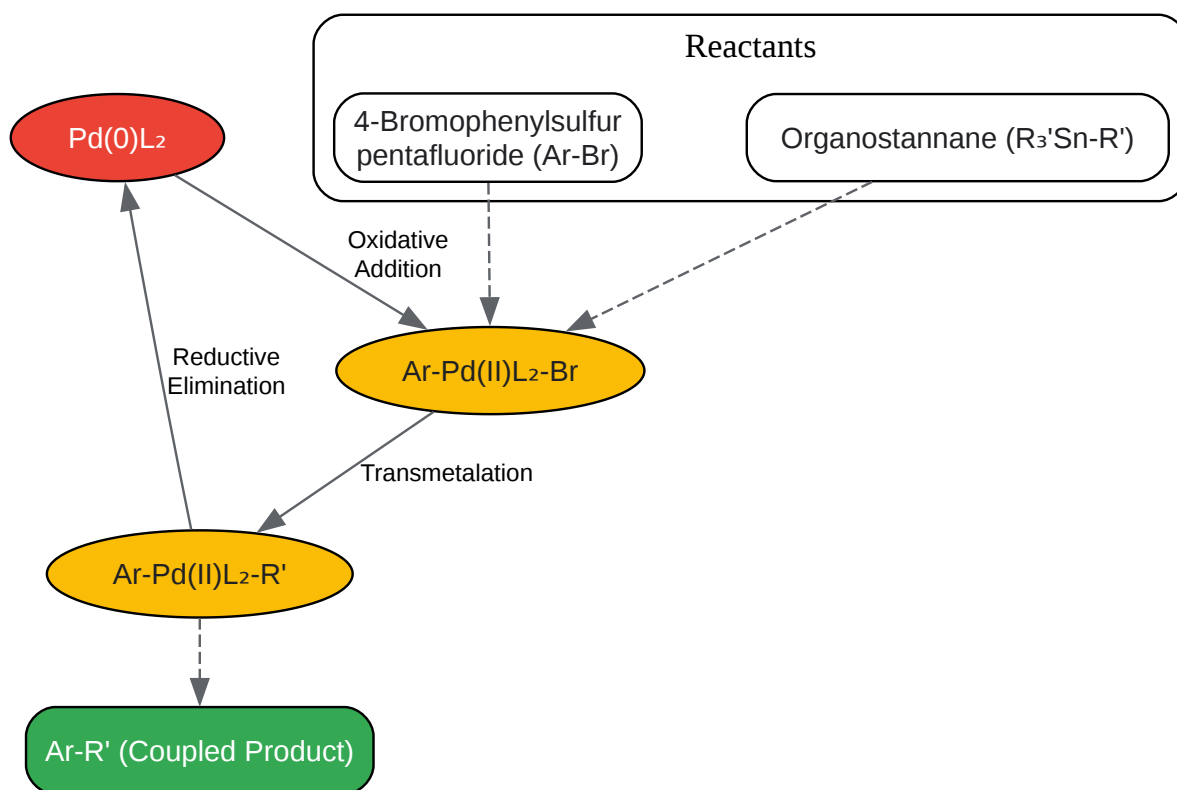 Reactants
4-Bromophenylsulfur
pentafluoride (Ar-Br)
Organostannane (R₃'Sn-R')
Pd(0)L₂
Oxidative
Addition
Reductive
Elimination
Ar-Pd(II)L₂-Br
Transmetalation
Ar-Pd(II)L₂-R'
Ar-R' (Coupled Product)